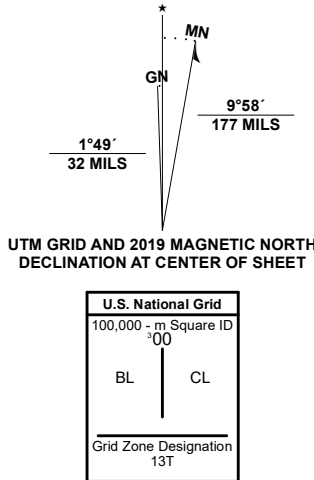 MN
GN
9°58´
177 MILS
1°49´
32 MILS
UTM GRID AND 2019 MAGNETIC NORTH
DECLINATION AT CENTER OF SHEET
U.S. National Grid
100,000 - m Square ID
³00
BL CL
Grid Zone Designation
13T